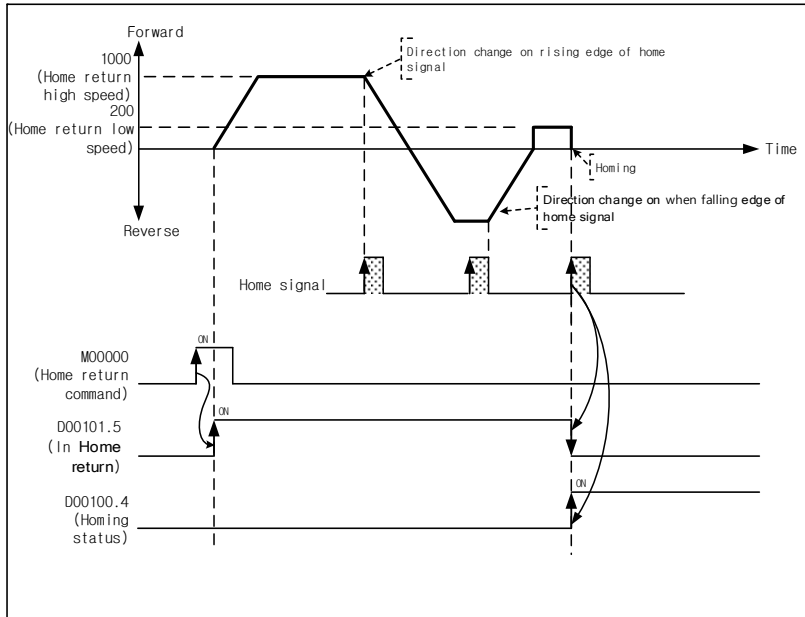 Forward
1000
(Home return
high speed)
200
(Home return low
speed)
Reverse
Direction change on rising edge of home
signal
Time
Homing
Direction change on when falling edge of
home signal
Home signal
ON
M00000
(Home return
command)
ON
D00101.5
(In Home
return)
ON
D00100.4
(Homing
status)